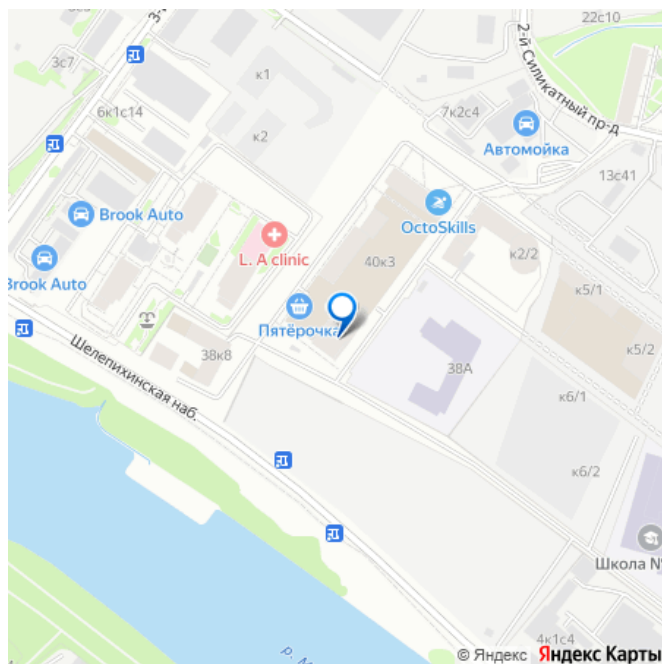 22с10
3с7
к1
2-й Силикатный пр-д
6к1с14
7к2с4
к2
Автомойка
13с41
Brook Auto
OctoSkills
L. A clinic
40к3
к2/2
Brook Auto
к5/1
Пятёрочка
38к8
к5/2
Шелепихинская наб.
38А
к6/1
к6/2
Школа №
4к1с4
р. М
© Яндекс Яндекс Карты